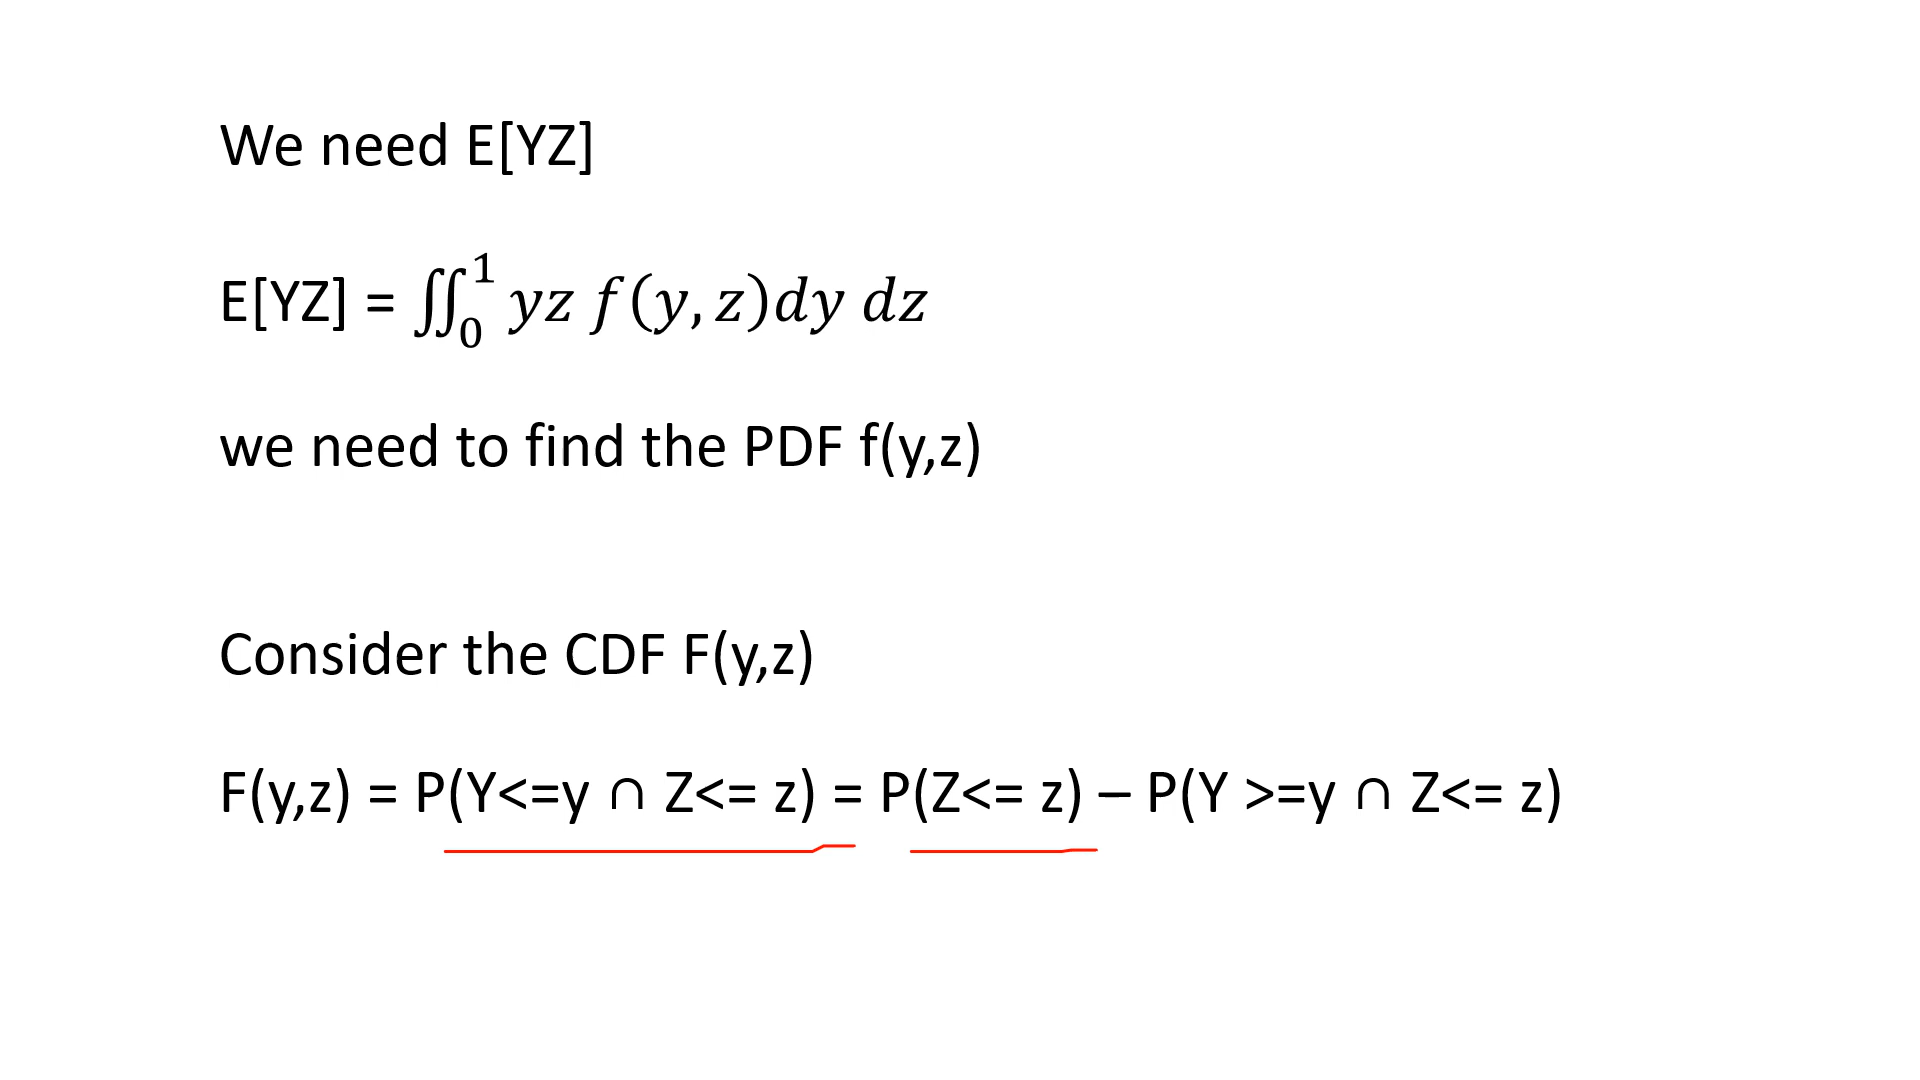 We need E[YZ]
E[YZ] = ∬₀¹ yz f(y, z)dy dz
we need to find the PDF f(y,z)
Consider the CDF F(y,z)
F(y,z) = P(Y<=y ∩ Z<= z) = P(Z<= z) – P(Y >=y ∩ Z<= z)